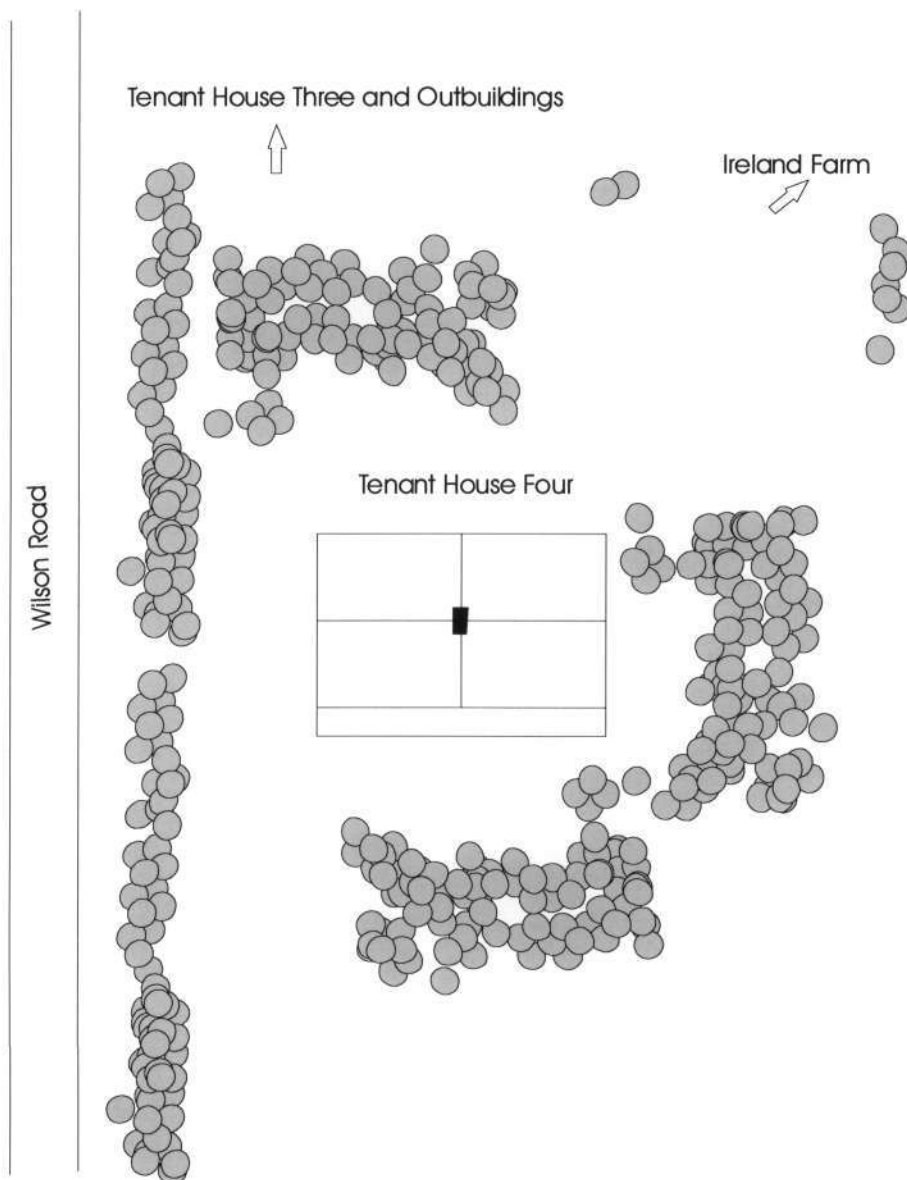 Tenant House Three and Outbuildings
Ireland Farm
Tenant House Four
Wilson Road